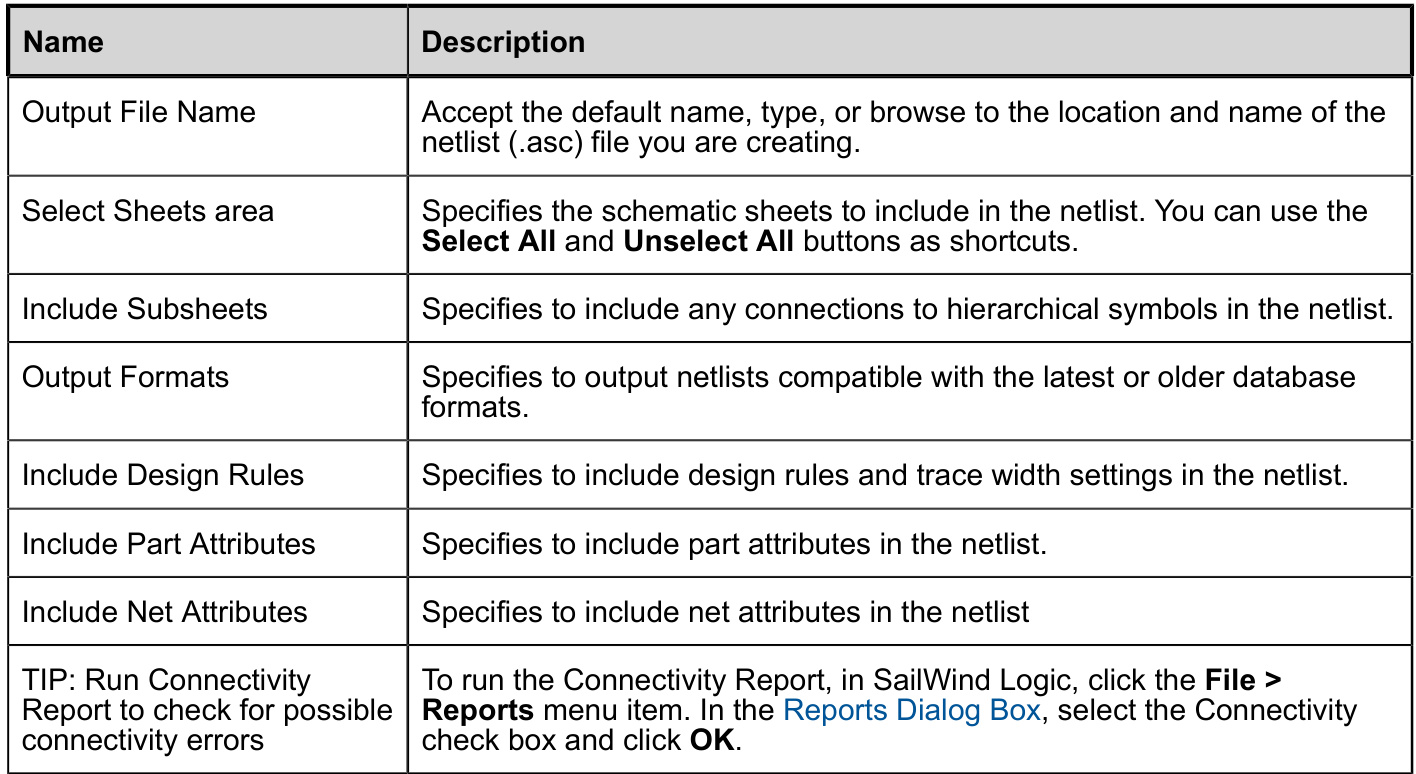 Name
Description
Output File Name
Accept the default name, type, or browse to the location and name of the
netlist (.asc) file you are creating.
Select Sheets area
Specifies the schematic sheets to include in the netlist. You can use the
Select All and Unselect All buttons as shortcuts.
Include Subsheets
Specifies to include any connections to hierarchical symbols in the netlist.
Output Formats
Specifies to output netlists compatible with the latest or older database
formats.
Include Design Rules
Specifies to include design rules and trace width settings in the netlist.
Include Part Attributes
Specifies to include part attributes in the netlist.
Include Net Attributes
Specifies to include net attributes in the netlist
TIP: Run Connectivity
Report to check for possible
connectivity errors
To run the Connectivity Report, in SailWind Logic, click the File >
Reports menu item. In the Reports Dialog Box, select the Connectivity
check box and click OK.